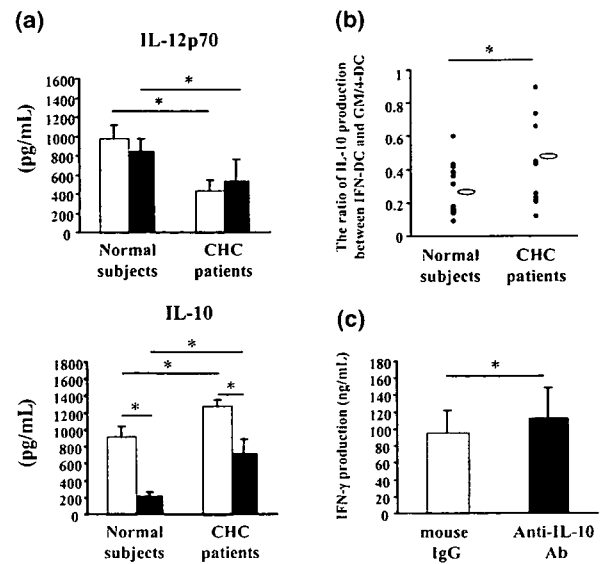 (a)
IL-12p70
(pg/mL)
1600
1400
1200
1000
800
600
400
200
0
*
*
Normal
subjects
CHC
patients
IL-10
(pg/mL)
1800
1600
1400
1200
1000
800
600
400
200
0
*
*
*
*
Normal
subjects
CHC
patients
(b)
The ratio of IL-10 production
between IFN-DC and GM/4-DC
1
0.8
0.6
0.4
0.2
0
*
Normal
subjects
CHC
patients
(c)
IFN-γ production (ng/mL)
180
160
140
120
100
80
60
40
20
0
*
mouse
IgG
Anti-IL-10
Ab